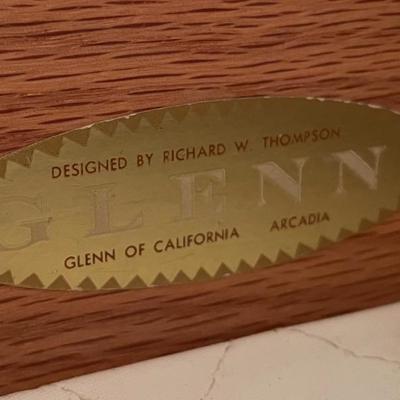 DESIGNED BY RICHARD W. THOMPSON
GLENN
GLENN OF CALIFORNIA ARCADIA